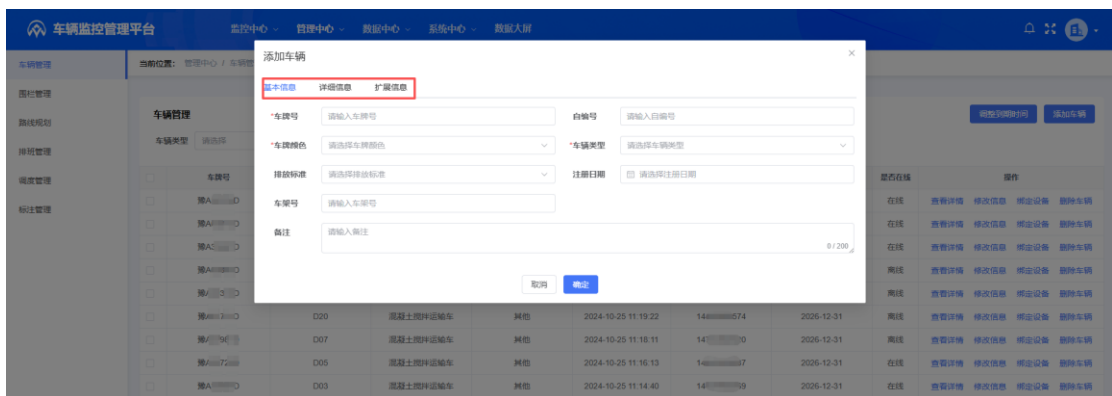 车辆监控管理平台 监控中心 管理中心 数据中心 系统中心 数据大屏
添加车辆
车辆管理 当前位置: 管理中心 / 车辆管
基本信息 详细信息 扩展信息
围栏管理
路线规划
车辆管理 调整到期时间 添加车辆
*车牌号 请输入车牌号 自编号 请输入自编号
排班管理 车辆类型 请选择
*车牌颜色 请选择车牌颜色 *车辆类型 请选择车辆类型
调度管理 车牌号 排放标准 请选择排放标准 注册日期 请选择注册日期 是否在线 操作
标注管理 豫A D 车架号 请输入车架号 在线 查看详情 修改信息 绑定设备 删除车辆
豫A D 备注 请输入备注 在线 查看详情 修改信息 绑定设备 删除车辆
豫A D 0 / 200 在线 查看详情 修改信息 绑定设备 删除车辆
豫A D 离线 查看详情 修改信息 绑定设备 删除车辆
豫 D 取消 确定 离线 查看详情 修改信息 绑定设备 删除车辆
豫 D20 混凝土搅拌运输车 其他 2024-10-25 11:19:22 14 574 2026-12-31 离线 查看详情 修改信息 绑定设备 删除车辆
豫 D07 混凝土搅拌运输车 其他 2024-10-25 11:18:11 2026-12-31 离线 查看详情 修改信息 绑定设备 删除车辆
豫 D05 混凝土搅拌运输车 其他 2024-10-25 11:16:13 2026-12-31 在线 查看详情 修改信息 绑定设备 删除车辆
豫A D03 混凝土搅拌运输车 其他 2024-10-25 11:14:40 2026-12-31 在线 查看详情 修改信息 绑定设备 删除车辆